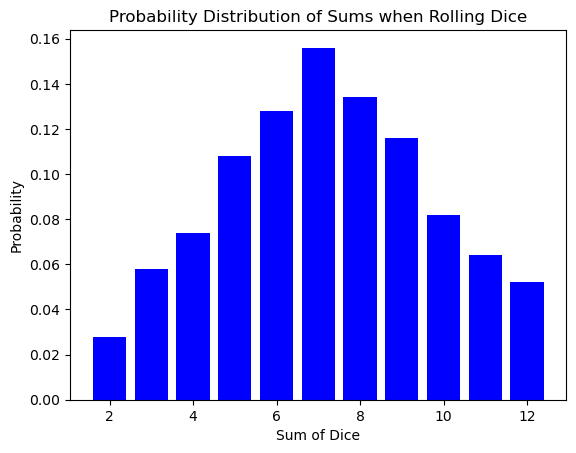 Probability Distribution of Sums when Rolling Dice
0.16
0.14
0.12
0.10
0.08
0.06
0.04
0.02
0.00
Probability
2 4 6 8 10 12
Sum of Dice